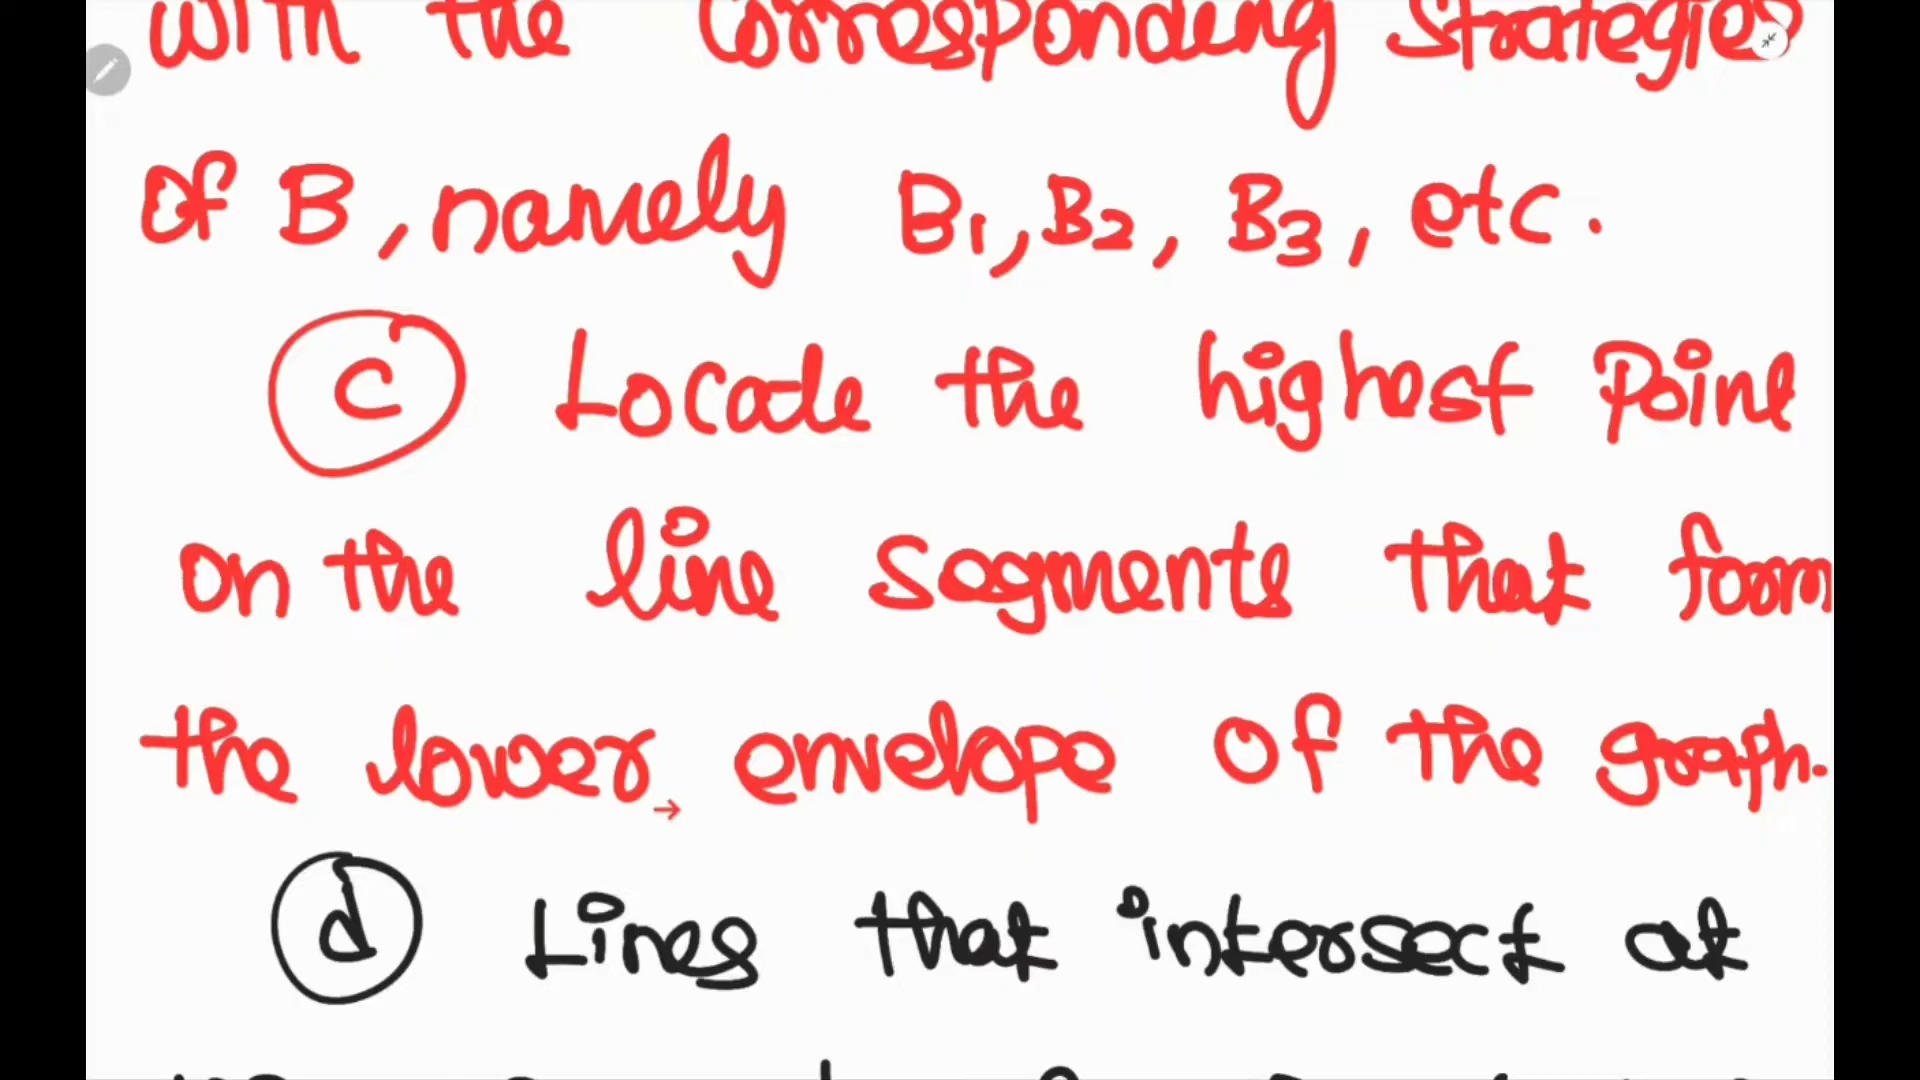 with the corresponding strategies
of B, namely B1, B2, B3, etc.
c Locate the highest point
on the line segments that form
the lower envelope of the graph.
d Lines that intersect at